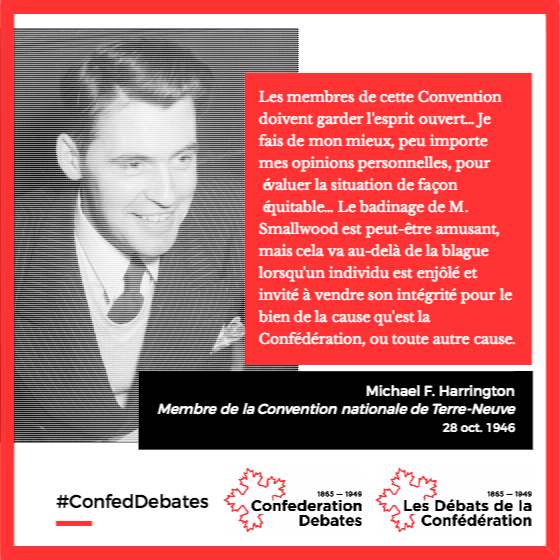 Les membres de cette Convention
doivent garder l'esprit ouvert... Je
fais de mon mieux, peu importe
mes opinions personnelles, pour
évaluer la situation de façon
équitable... Le badinage de M.
Smallwood est peut-être amusant,
mais cela va au-delà de la blague
lorsqu'un individu est enjôlé et
invité à vendre son intégrité pour le
bien de la cause qu'est la
Confédération, ou toute autre cause.
Michael F. Harrington
Membre de la Convention nationale de Terre-Neuve
28 oct. 1946
#ConfedDebates
1865 — 1949
Confederation
Debates
1865 — 1949
Les Débats de la
Confédération